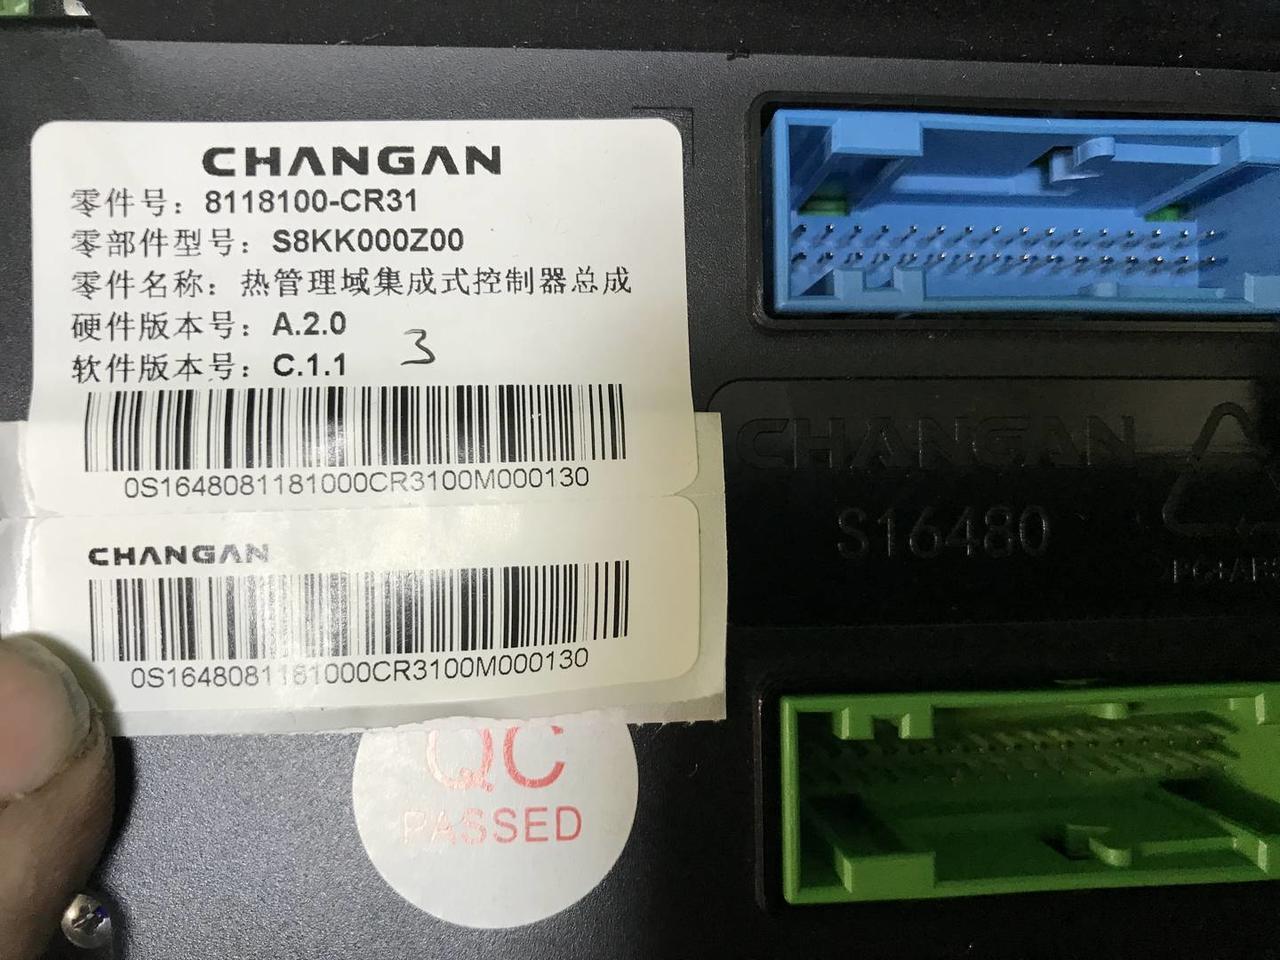 CHANGAN
零件号：8118100-CR31
零部件型号：S8KK000Z00
零件名称：热管理域集成式控制器总成
硬件版本号：A.2.0
软件版本号：C.1.1
3
0S1648081181000CR3100M000130
CHANGAN
0S1648081181000CR3100M000130
QC
PASSED
CHANGAN
S16480